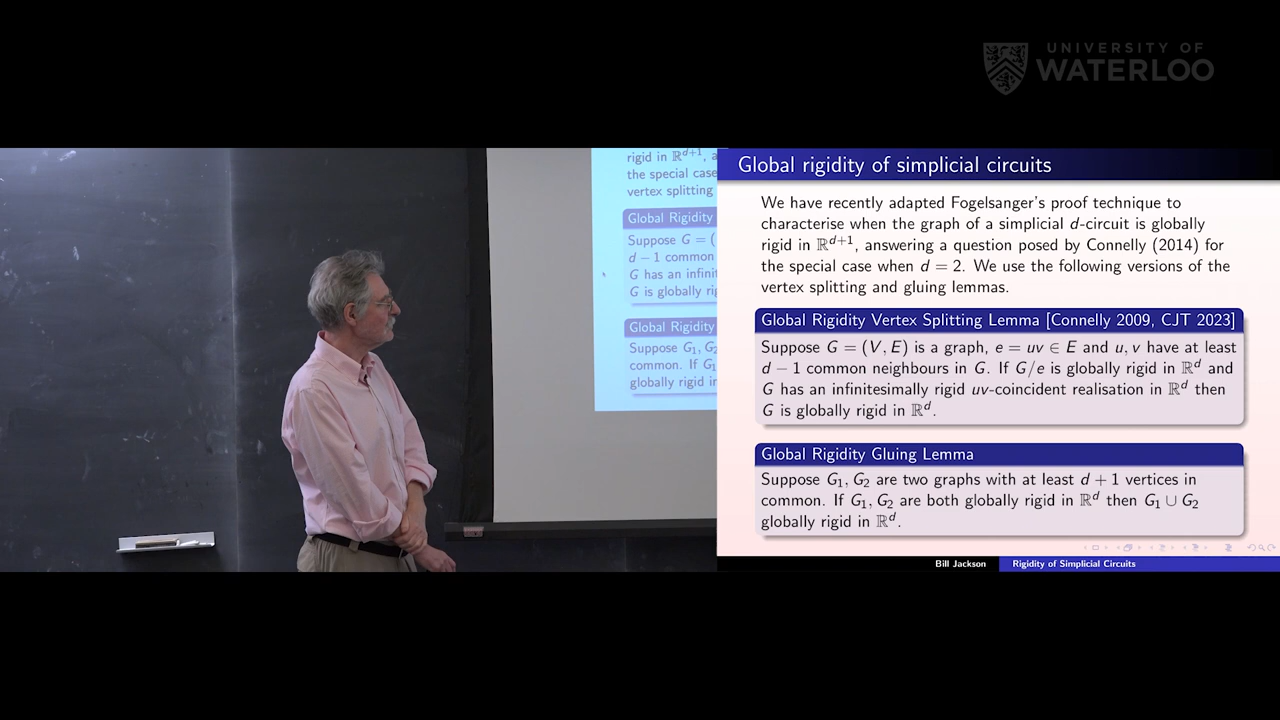 UNIVERSITY OF
WATERLOO
rigid in ℝᵈ⁺¹, a
the special case
vertex splitting
Global Rigidity
Suppose G = (
d − 1 common
G has an infinit
G is globally rig
Global Rigidity
Suppose G₁, G₂
common. If G₁
globally rigid in
Global rigidity of simplicial circuits
We have recently adapted Fogelsanger's proof technique to
characterise when the graph of a simplicial d-circuit is globally
rigid in ℝᵈ⁺¹, answering a question posed by Connelly (2014) for
the special case when d = 2. We use the following versions of the
vertex splitting and gluing lemmas.
Global Rigidity Vertex Splitting Lemma [Connelly 2009, CJT 2023]
Suppose G = (V, E) is a graph, e = uv ∈ E and u, v have at least
d − 1 common neighbours in G. If G/e is globally rigid in ℝᵈ and
G has an infinitesimally rigid uv-coincident realisation in ℝᵈ then
G is globally rigid in ℝᵈ.
Global Rigidity Gluing Lemma
Suppose G₁, G₂ are two graphs with at least d + 1 vertices in
common. If G₁, G₂ are both globally rigid in ℝᵈ then G₁ ∪ G₂
globally rigid in ℝᵈ.
Bill Jackson
Rigidity of Simplicial Circuits